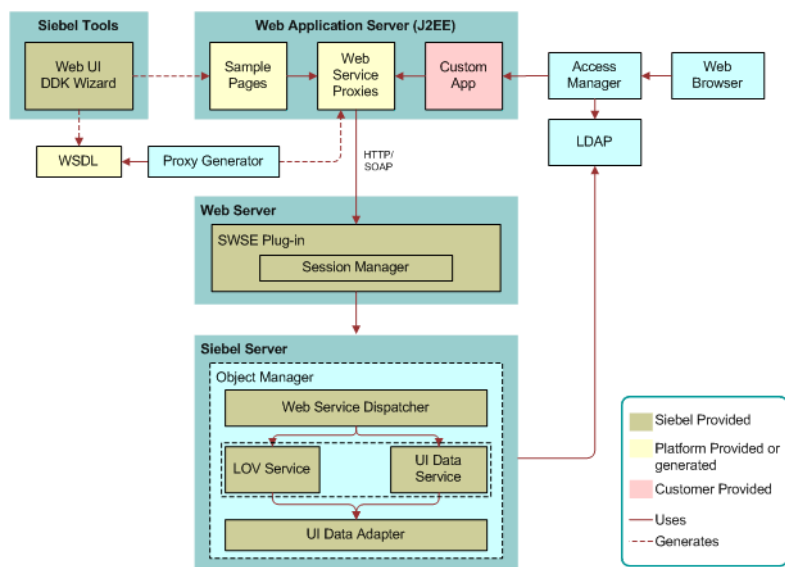 Siebel Tools
Web Application Server (J2EE)
Web UI
DDK Wizard
Sample
Pages
Web
Service
Proxies
Custom
App
Access
Manager
Web
Browser
WSDL
Proxy Generator
HTTP/
SOAP
LDAP
Web Server
SWSE Plug-in
Session Manager
Siebel Server
Object Manager
Web Service Dispatcher
LOV Service
UI Data
Service
UI Data Adapter
Siebel Provided
Platform Provided or
generated
Customer Provided
Uses
Generates